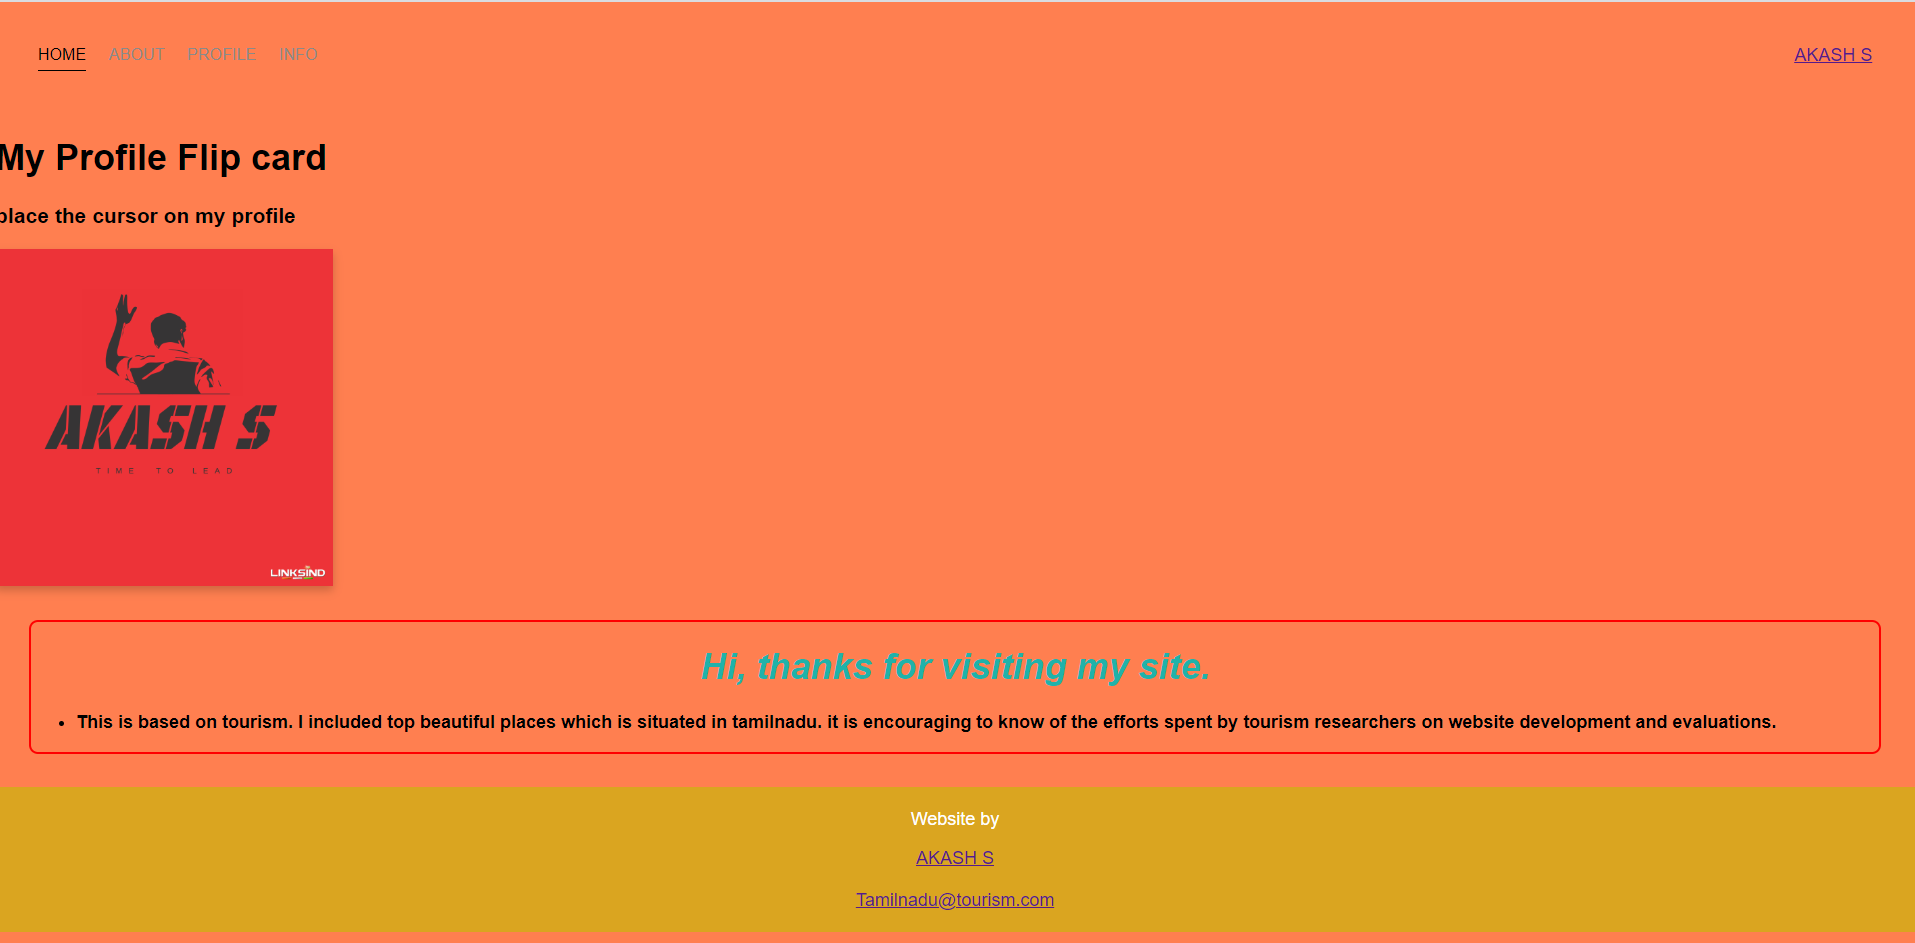 HOME ABOUT PROFILE INFO AKASH S
My Profile Flip card
place the cursor on my profile
AKASH S
TIME TO LEAD
LINKSIND
Hi, thanks for visiting my site.
• This is based on tourism. I included top beautiful places which is situated in tamilnadu. it is encouraging to know of the efforts spent by tourism researchers on website development and evaluations.
Website by
AKASH S
Tamilnadu@tourism.com